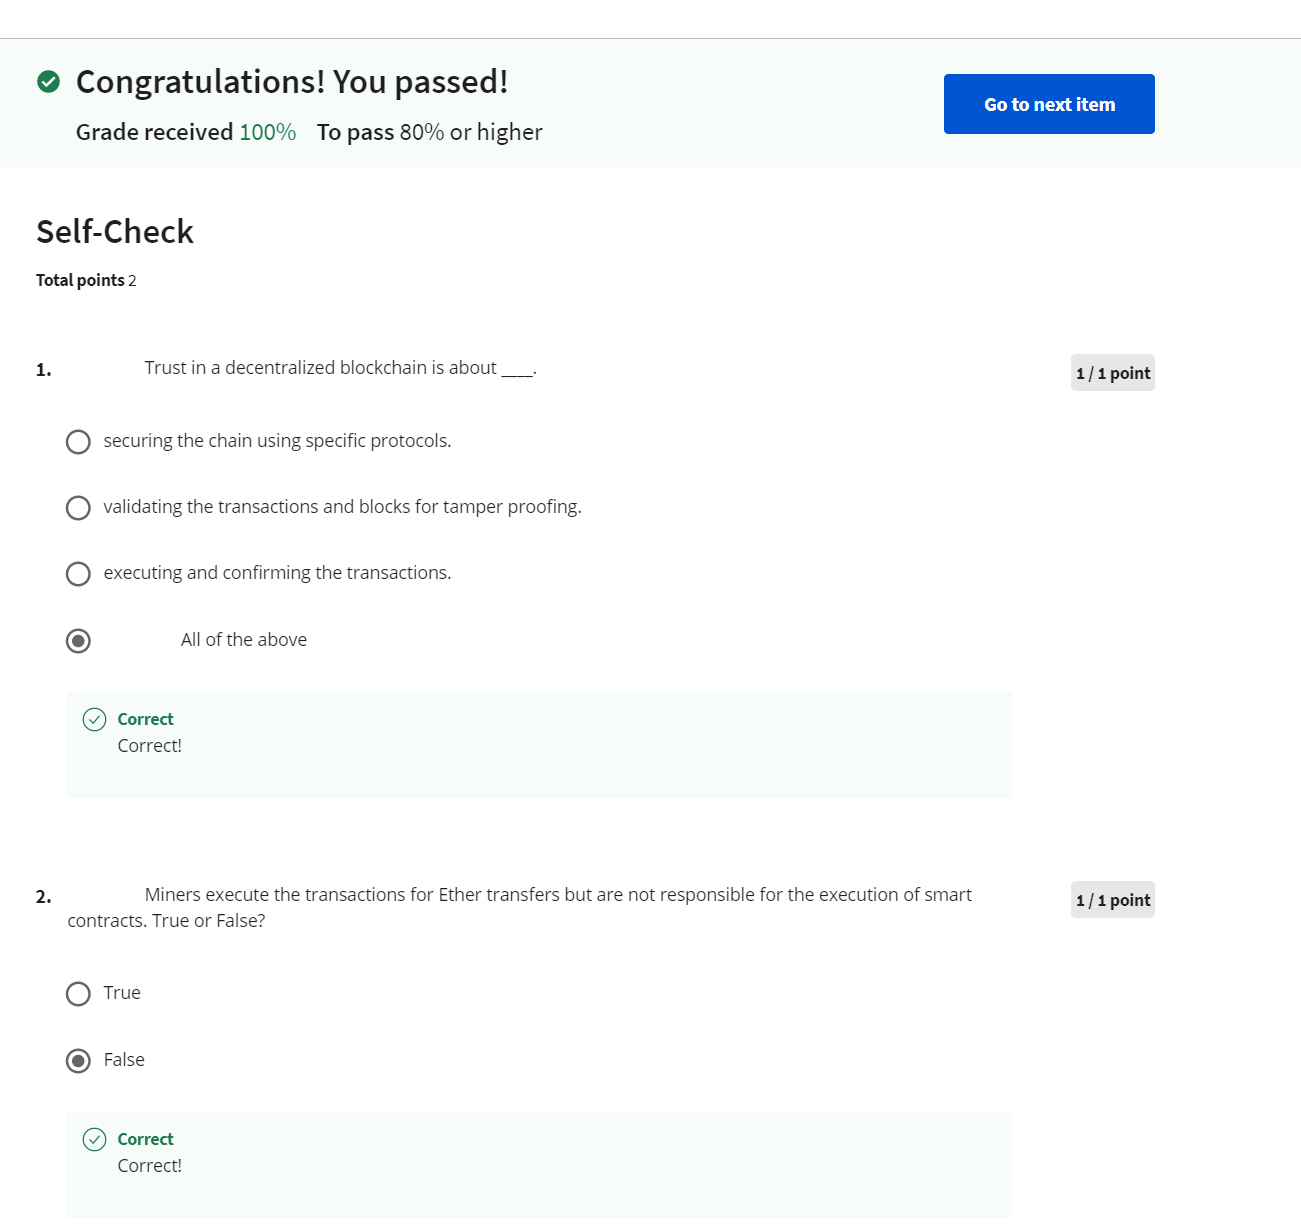 Congratulations! You passed!
Go to next item
Grade received 100% To pass 80% or higher
Self-Check
Total points 2
1. Trust in a decentralized blockchain is about ____.
1 / 1 point
securing the chain using specific protocols.
validating the transactions and blocks for tamper proofing.
executing and confirming the transactions.
All of the above
Correct
Correct!
2. Miners execute the transactions for Ether transfers but are not responsible for the execution of smart
1 / 1 point
contracts. True or False?
True
False
Correct
Correct!